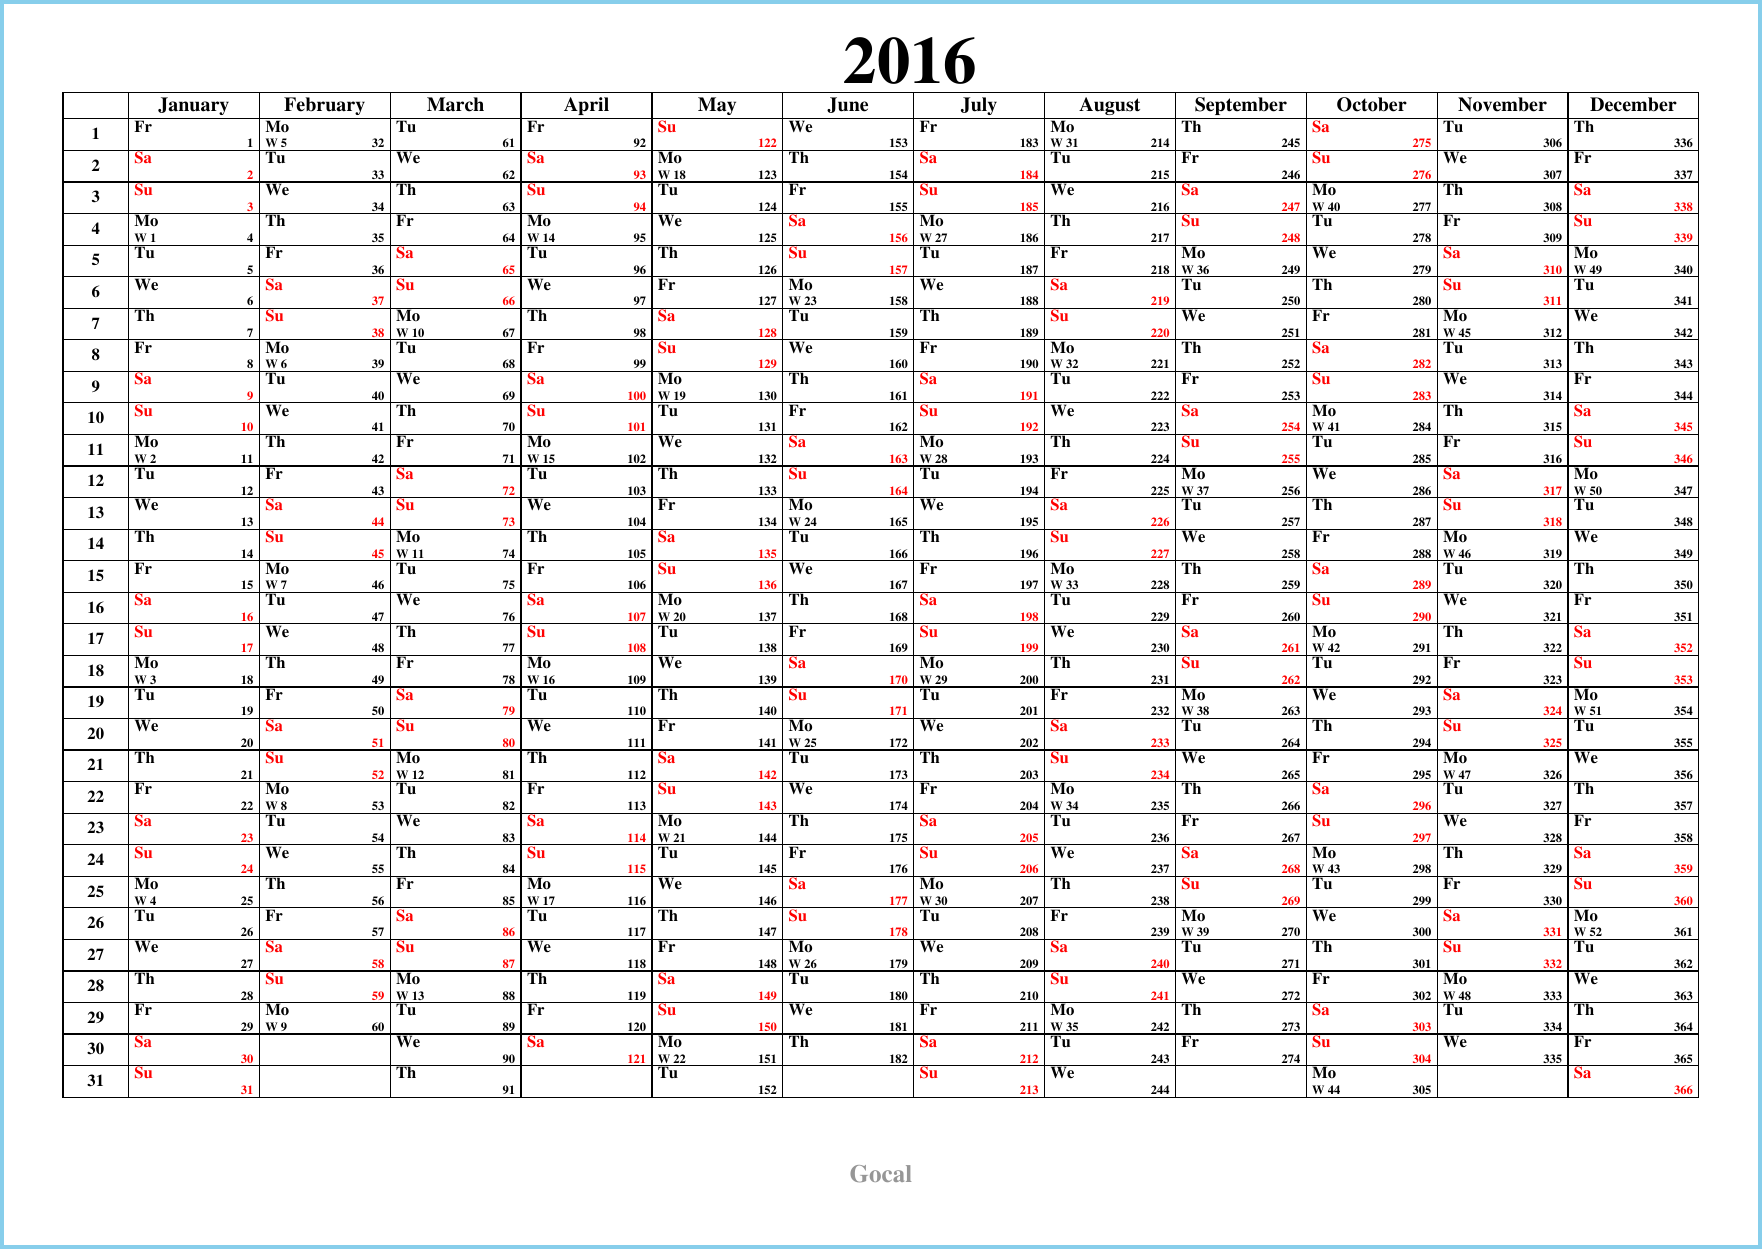 2016
January February March April May June July August September October November December
1 Fr 1 Mo W 5 32 Tu 61 Fr 92 Su 122 We 153 Fr 183 Mo W 31 214 Th 245 Sa 275 Tu 306 Th 336
2 Sa 2 Tu 33 We 62 Sa 93 Mo W 18 123 Th 154 Sa 184 Tu 215 Fr 246 Su 276 We 307 Fr 337
3 Su 3 We 34 Th 63 Su 94 Tu 124 Fr 155 Su 185 We 216 Sa 247 Mo W 40 277 Th 308 Sa 338
4 Mo W 1 4 Th 35 Fr 64 Mo W 14 95 We 125 Sa 156 Mo W 27 186 Th 217 Su 248 Tu 278 Fr 309 Su 339
5 Tu 5 Fr 36 Sa 65 Tu 96 Th 126 Su 157 Tu 187 Fr 218 Mo W 36 249 We 279 Sa 310 Mo W 49 340
6 We 6 Sa 37 Su 66 We 97 Fr 127 Mo W 23 158 We 188 Sa 219 Tu 250 Th 280 Su 311 Tu 341
7 Th 7 Su 38 Mo W 10 67 Th 98 Sa 128 Tu 159 Th 189 Su 220 We 251 Fr 281 Mo W 45 312 We 342
8 Fr 8 Mo W 6 39 Tu 68 Fr 99 Su 129 We 160 Fr 190 Mo W 32 221 Th 252 Sa 282 Tu 313 Th 343
9 Sa 9 Tu 40 We 69 Sa 100 Mo W 19 130 Th 161 Sa 191 Tu 222 Fr 253 Su 283 We 314 Fr 344
10 Su 10 We 41 Th 70 Su 101 Tu 131 Fr 162 Su 192 We 223 Sa 254 Mo W 41 284 Th 315 Sa 345
11 Mo W 2 11 Th 42 Fr 71 Mo W 15 102 We 132 Sa 163 Mo W 28 193 Th 224 Su 255 Tu 285 Fr 316 Su 346
12 Tu 12 Fr 43 Sa 72 Tu 103 Th 133 Su 164 Tu 194 Fr 225 Mo W 37 256 We 286 Sa 317 Mo W 50 347
13 We 13 Sa 44 Su 73 We 104 Fr 134 Mo W 24 165 We 195 Sa 226 Tu 257 Th 287 Su 318 Tu 348
14 Th 14 Su 45 Mo W 11 74 Th 105 Sa 135 Tu 166 Th 196 Su 227 We 258 Fr 288 Mo W 46 319 We 349
15 Fr 15 Mo W 7 46 Tu 75 Fr 106 Su 136 We 167 Fr 197 Mo W 33 228 Th 259 Sa 289 Tu 320 Th 350
16 Sa 16 Tu 47 We 76 Sa 107 Mo W 20 137 Th 168 Sa 198 Tu 229 Fr 260 Su 290 We 321 Fr 351
17 Su 17 We 48 Th 77 Su 108 Tu 138 Fr 169 Su 199 We 230 Sa 261 Mo W 42 291 Th 322 Sa 352
18 Mo W 3 18 Th 49 Fr 78 Mo W 16 109 We 139 Sa 170 Mo W 29 200 Th 231 Su 262 Tu 292 Fr 323 Su 353
19 Tu 19 Fr 50 Sa 79 Tu 110 Th 140 Su 171 Tu 201 Fr 232 Mo W 38 263 We 293 Sa 324 Mo W 51 354
20 We 20 Sa 51 Su 80 We 111 Fr 141 Mo W 25 172 We 202 Sa 233 Tu 264 Th 294 Su 325 Tu 355
21 Th 21 Su 52 Mo W 12 81 Th 112 Sa 142 Tu 173 Th 203 Su 234 We 265 Fr 295 Mo W 47 326 We 356
22 Fr 22 Mo W 8 53 Tu 82 Fr 113 Su 143 We 174 Fr 204 Mo W 34 235 Th 266 Sa 296 Tu 327 Th 357
23 Sa 23 Tu 54 We 83 Sa 114 Mo W 21 144 Th 175 Sa 205 Tu 236 Fr 267 Su 297 We 328 Fr 358
24 Su 24 We 55 Th 84 Su 115 Tu 145 Fr 176 Su 206 We 237 Sa 268 Mo W 43 298 Th 329 Sa 359
25 Mo W 4 25 Th 56 Fr 85 Mo W 17 116 We 146 Sa 177 Mo W 30 207 Th 238 Su 269 Tu 299 Fr 330 Su 360
26 Tu 26 Fr 57 Sa 86 Tu 117 Th 147 Su 178 Tu 208 Fr 239 Mo W 39 270 We 300 Sa 331 Mo W 52 361
27 We 27 Sa 58 Su 87 We 118 Fr 148 Mo W 26 179 We 209 Sa 240 Tu 271 Th 301 Su 332 Tu 362
28 Th 28 Su 59 Mo W 13 88 Th 119 Sa 149 Tu 180 Th 210 Su 241 We 272 Fr 302 Mo W 48 333 We 363
29 Fr 29 Mo W 9 60 Tu 89 Fr 120 Su 150 We 181 Fr 211 Mo W 35 242 Th 273 Sa 303 Tu 334 Th 364
30 Sa 30 We 90 Sa 121 Mo W 22 151 Th 182 Sa 212 Tu 243 Fr 274 Su 304 We 335 Fr 365
31 Su 31 Th 91 Tu 152 Su 213 We 244 Mo W 44 305 Sa 366
Gocal